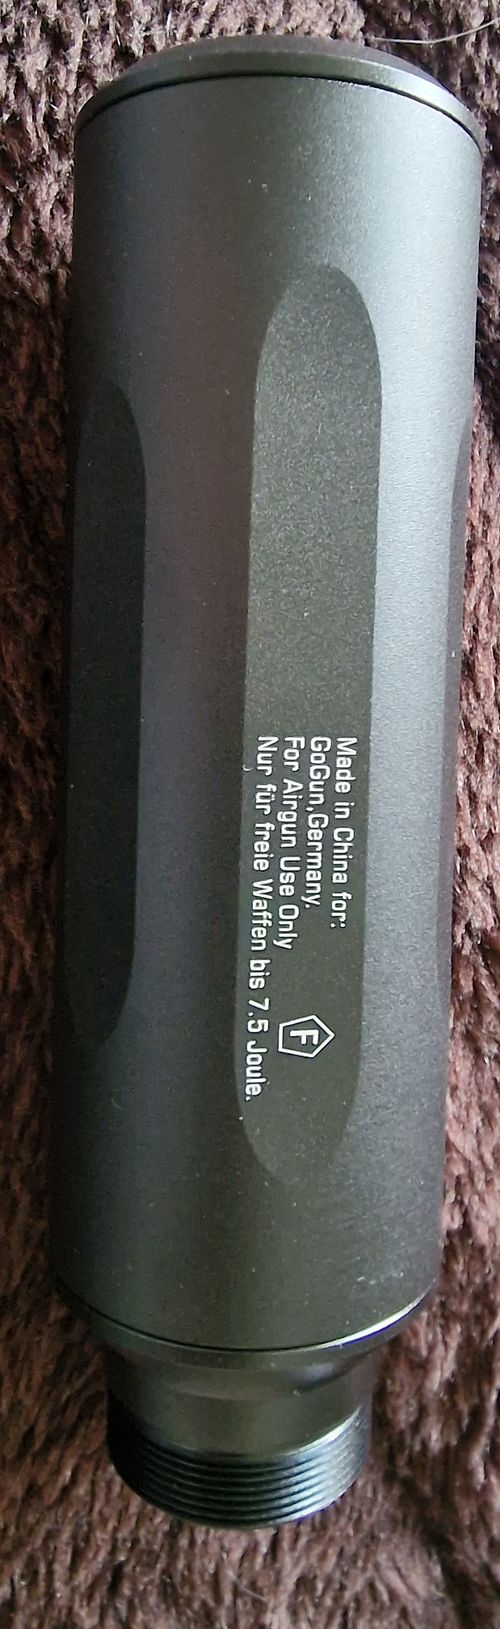 Made in China for:
GoGun,Germany.
For Airgun Use Only
Nur für freie Waffen bis 7.5 Joule.
F